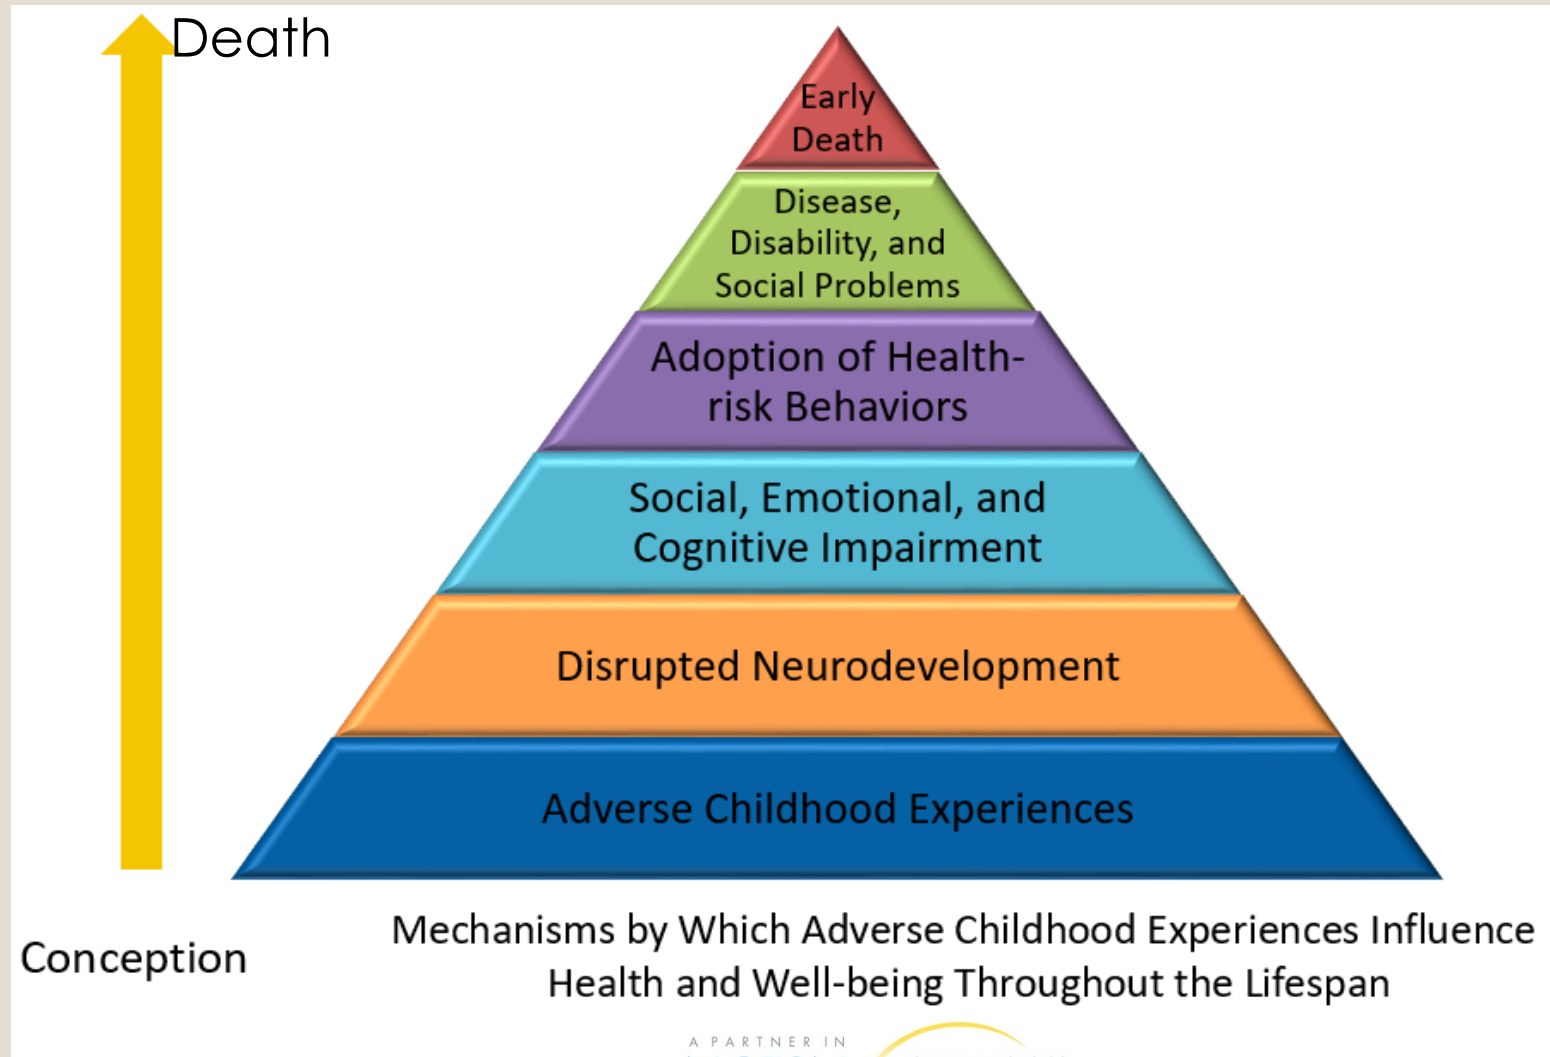 Death
Early
Death
Disease,
Disability, and
Social Problems
Adoption of Health-
risk Behaviors
Social, Emotional, and
Cognitive Impairment
Disrupted Neurodevelopment
Adverse Childhood Experiences
Conception
Mechanisms by Which Adverse Childhood Experiences Influence
Health and Well-being Throughout the Lifespan
A PARTNER IN